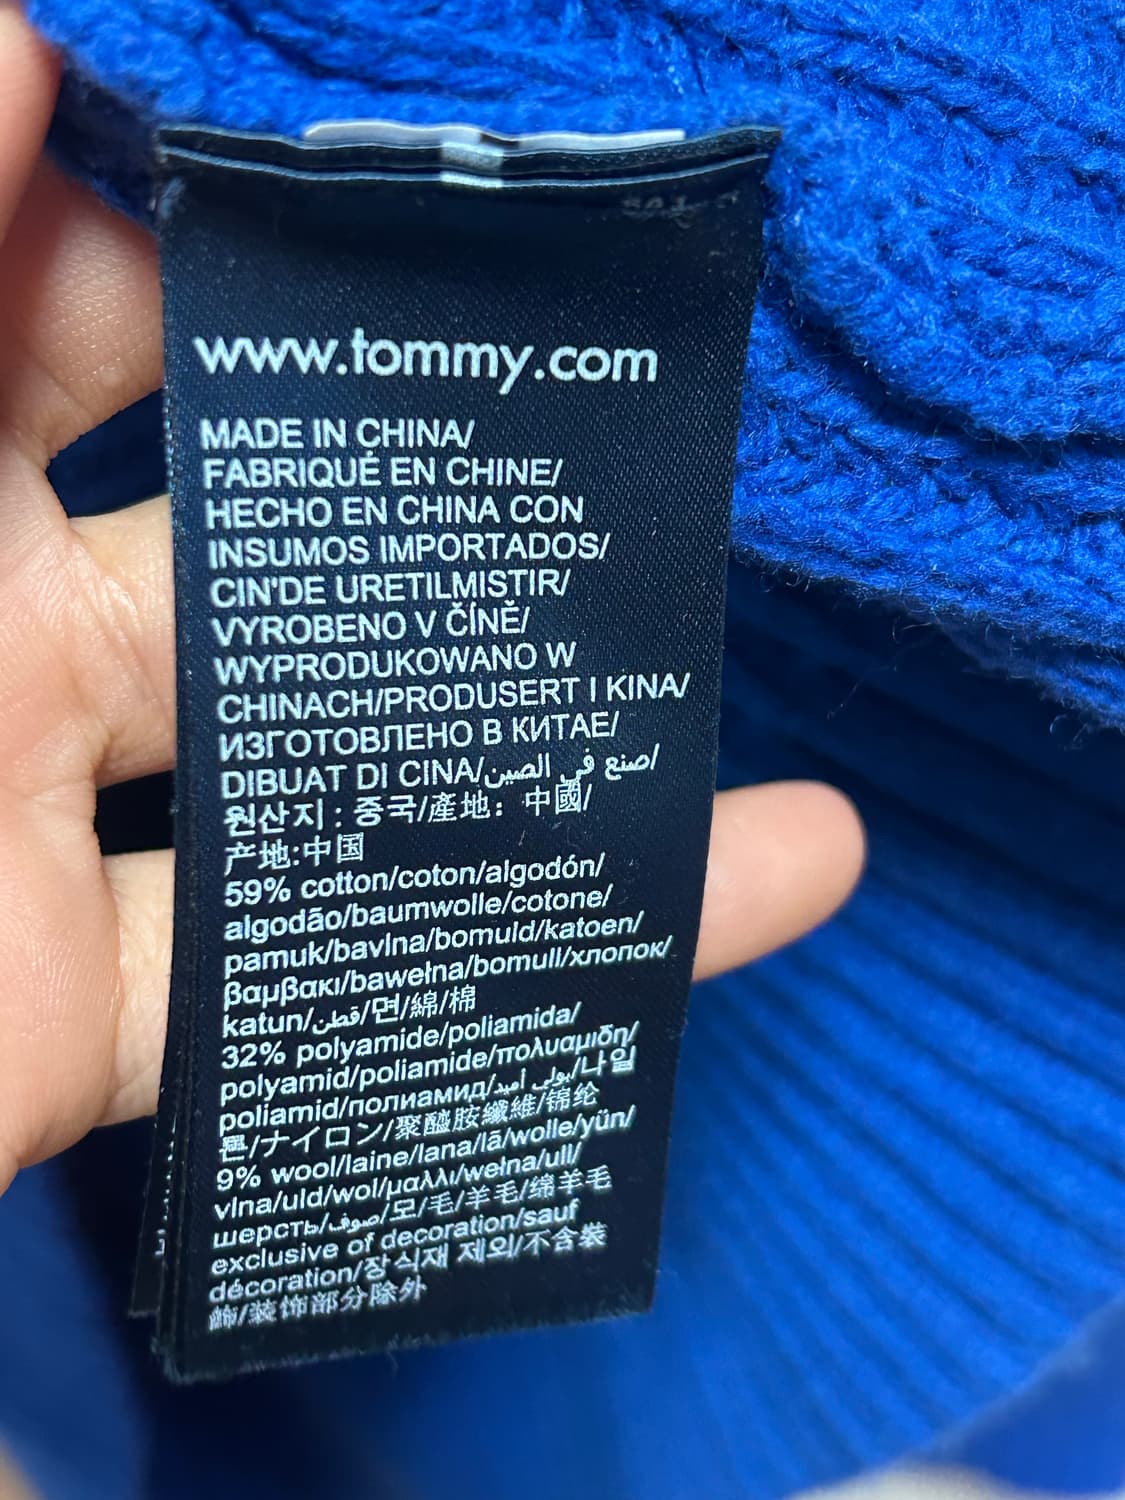 www.tommy.com
MADE IN CHINA/
FABRIQUÉ EN CHINE/
HECHO EN CHINA CON
INSUMOS IMPORTADOS/
CIN'DE URETILMISTIR/
VYROBENO V ČÍNĚ/
WYPRODUKOWANO W
CHINACH/PRODUSERT I KINA/
ИЗГОТОВЛЕНО В КИТАЕ/
DIBUAT DI CINA/صنع في الصين/
원산지 : 중국/產地: 中國/
产地:中国
59% cotton/coton/algodón/
algodão/baumwolle/cotone/
pamuk/bavlna/bomuld/katoen/
βαμβακι/bawełna/bomull/хлопок/
katun/قطن/면/綿/棉
32% polyamide/poliamida/
polyamid/poliamide/πολυαμιδη/
poliamid/полиамид/بولي أميد/나일
론/ナイロン/聚醯胺纖維/锦纶
9% wool/laine/lana/lã/wolle/yün/
vlna/uld/wol/μαλλι/wełna/ull/
шерсть/صوف/모/毛/羊毛/绵羊毛
exclusive of decoration/sauf
décoration/장식재 제외/不含裝
飾/装饰部分除外